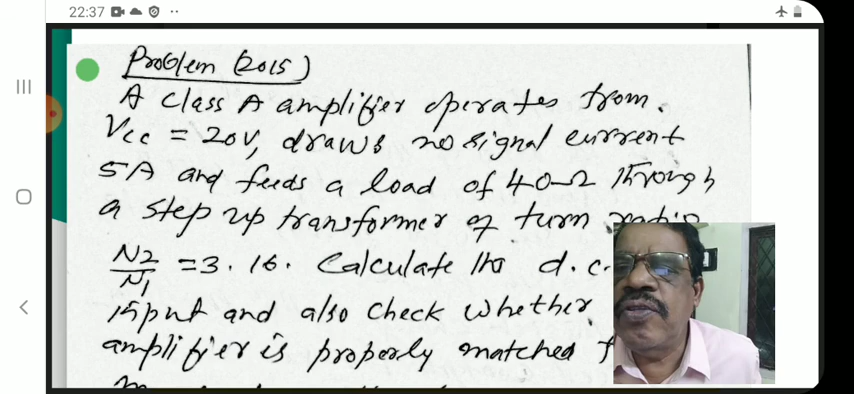 22:37
Problem (2015)
A class A amplifier operates from.
Vcc = 20V, draws no signal current
5A and feeds a load of 40Ω through
a step up transformer of turn ratio
N2/N1 = 3.16. Calculate the d.c.
input and also check whether
amplifier is properly matched f